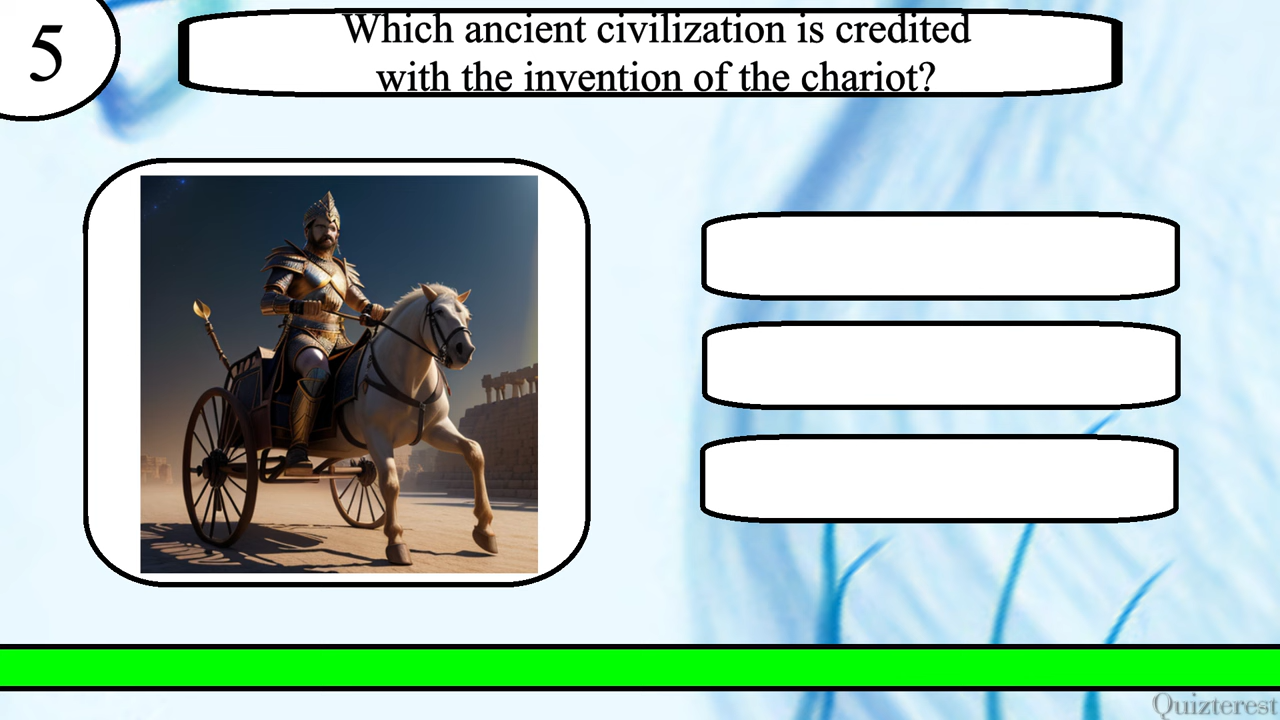 5
Which ancient civilization is credited
with the invention of the chariot?
Quizterest